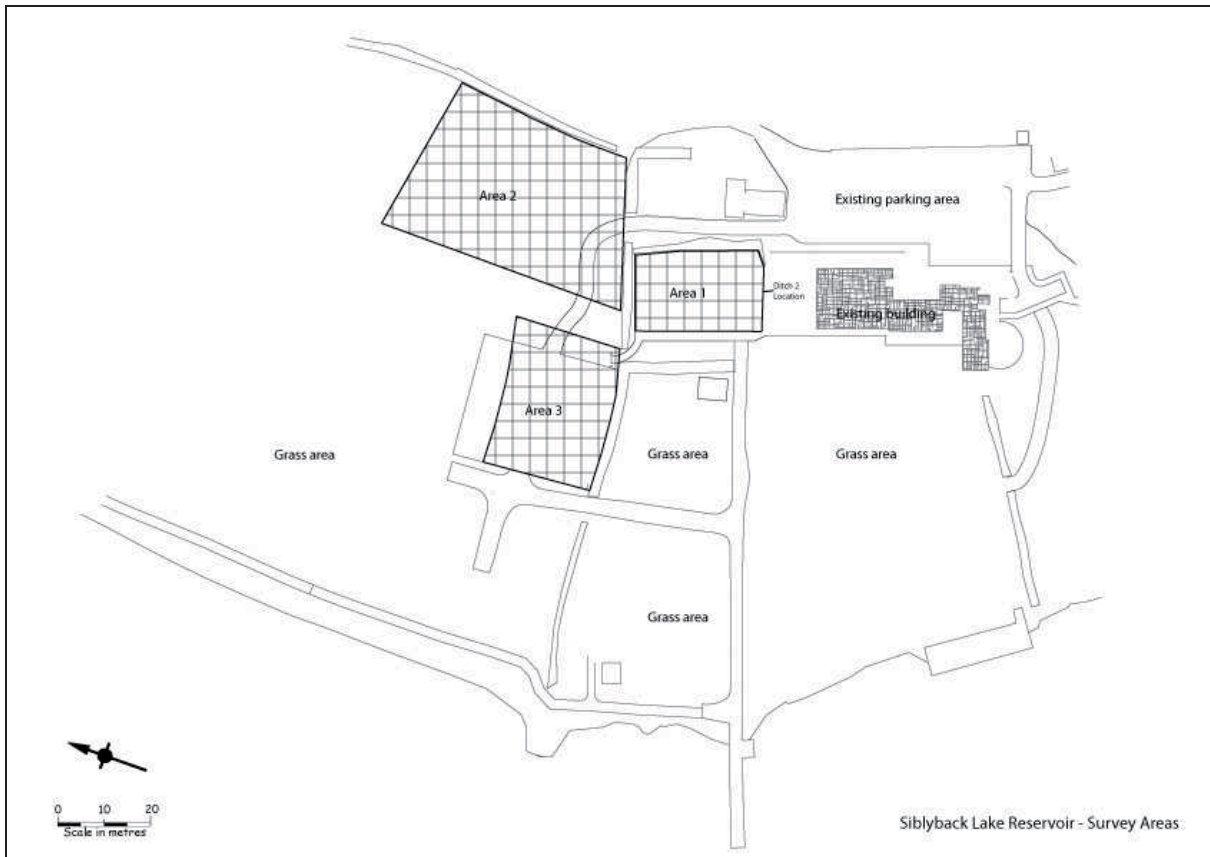 Area 2
Existing parking area
Area 1
Ditch 2
Location
Existing building
Area 3
Grass area
Grass area
Grass area
Grass area
0 10 20
Scale in metres
Siblyback Lake Reservoir - Survey Areas